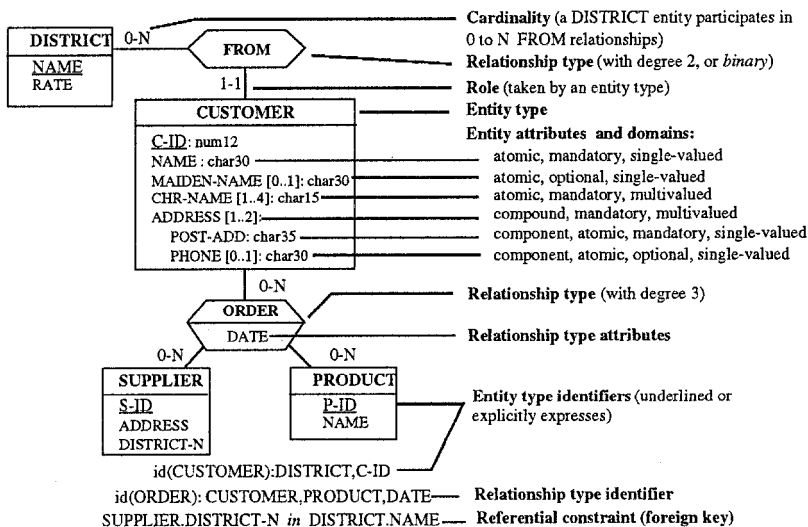 Cardinality (a DISTRICT entity participates in
0 to N FROM relationships)
DISTRICT
0-N
FROM
NAME
RATE
Relationship type (with degree 2, or binary)
1-1
Role (taken by an entity type)
CUSTOMER
Entity type
Entity attributes and domains:
C-ID: num12
NAME : char30
atomic, mandatory, single-valued
MAIDEN-NAME [0..1]: char30
atomic, optional, single-valued
CHR-NAME [1..4]: char15
atomic, mandatory, multivalued
ADDRESS [1..2]:
compound, mandatory, multivalued
POST-ADD: char35
component, atomic, mandatory, single-valued
PHONE [0..1]: char30
component, atomic, optional, single-valued
0-N
ORDER
Relationship type (with degree 3)
DATE
Relationship type attributes
0-N
0-N
SUPPLIER
S-ID
ADDRESS
DISTRICT-N
PRODUCT
P-ID
NAME
Entity type identifiers (underlined or
explicitly expresses)
id(CUSTOMER):DISTRICT,C-ID
id(ORDER): CUSTOMER,PRODUCT,DATE
Relationship type identifier
SUPPLIER.DISTRICT-N in DISTRICT.NAME
Referential constraint (foreign key)